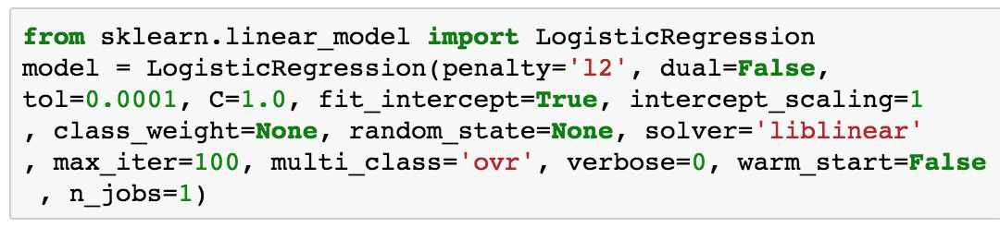 from sklearn.linear_model import LogisticRegression
model = LogisticRegression(penalty='l2', dual=False,
tol=0.0001, C=1.0, fit_intercept=True, intercept_scaling=1
, class_weight=None, random_state=None, solver='liblinear'
, max_iter=100, multi_class='ovr', verbose=0, warm_start=False
 , n_jobs=1)